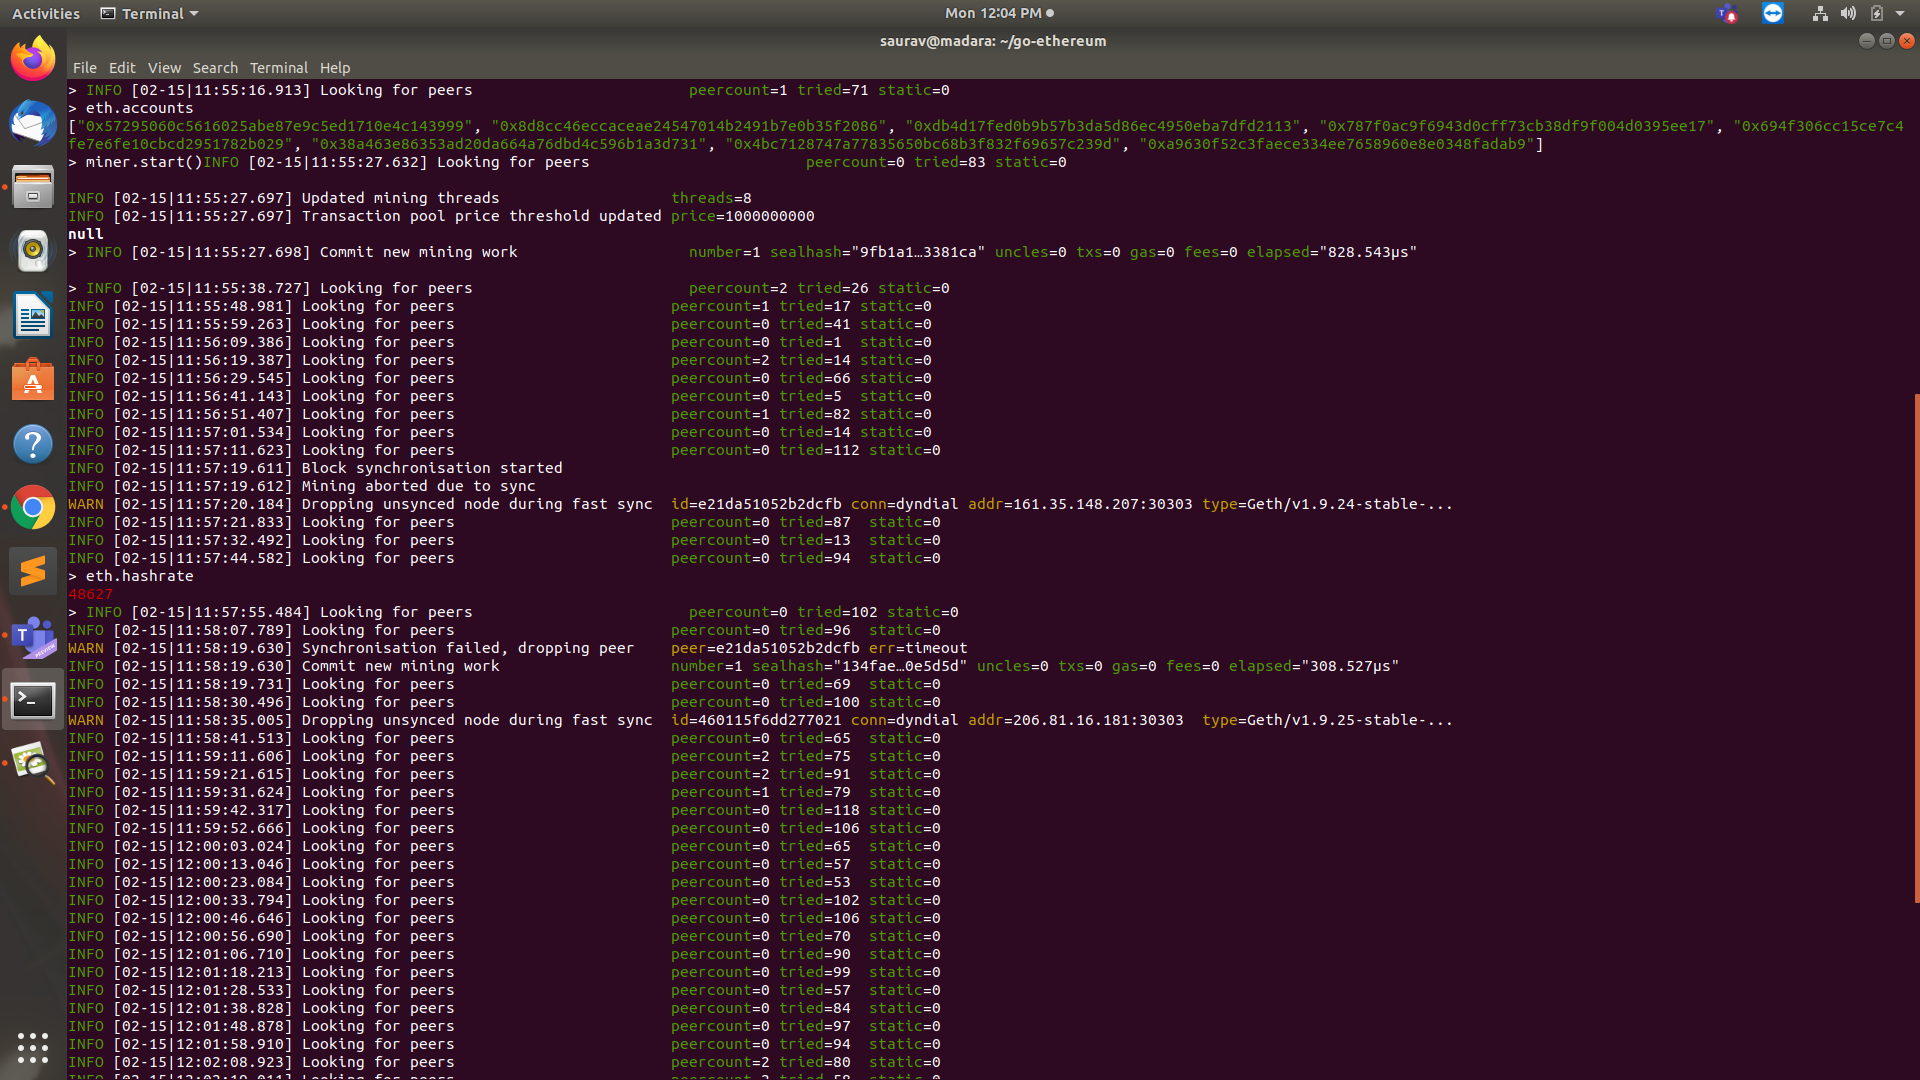 Activities Terminal Mon 12:04 PM
saurav@madara: ~/go-ethereum
File Edit View Search Terminal Help
> INFO [02-15|11:55:16.913] Looking for peers peercount=1 tried=71 static=0
> eth.accounts
["0x57295060c5616025abe87e9c5ed1710e4c143999", "0x8d8cc46eccaceae24547014b2491b7e0b35f2086", "0xdb4d17fed0b9b57b3da5d86ec4950eba7dfd2113", "0x787f0ac9f6943d0cff73cb38df9f004d0395ee17", "0x694f306cc15ce7c4
fe7e6fe10cbcd2951782b029", "0x38a463e86353ad20da664a76dbd4c596b1a3d731", "0x4bc7128747a77835650bc68b3f832f69657c239d", "0xa9630f52c3faece334ee7658960e8e0348fadab9"]
> miner.start()INFO [02-15|11:55:27.632] Looking for peers peercount=0 tried=83 static=0
INFO [02-15|11:55:27.697] Updated mining threads threads=8
INFO [02-15|11:55:27.697] Transaction pool price threshold updated price=1000000000
null
> INFO [02-15|11:55:27.698] Commit new mining work number=1 sealhash="9fb1a1…3381ca" uncles=0 txs=0 gas=0 fees=0 elapsed="828.543µs"
> INFO [02-15|11:55:38.727] Looking for peers peercount=2 tried=26 static=0
INFO [02-15|11:55:48.981] Looking for peers peercount=1 tried=17 static=0
INFO [02-15|11:55:59.263] Looking for peers peercount=0 tried=41 static=0
INFO [02-15|11:56:09.386] Looking for peers peercount=0 tried=1 static=0
INFO [02-15|11:56:19.387] Looking for peers peercount=2 tried=14 static=0
INFO [02-15|11:56:29.545] Looking for peers peercount=0 tried=66 static=0
INFO [02-15|11:56:41.143] Looking for peers peercount=0 tried=5 static=0
INFO [02-15|11:56:51.407] Looking for peers peercount=1 tried=82 static=0
INFO [02-15|11:57:01.534] Looking for peers peercount=0 tried=14 static=0
INFO [02-15|11:57:11.623] Looking for peers peercount=0 tried=112 static=0
INFO [02-15|11:57:19.611] Block synchronisation started
INFO [02-15|11:57:19.612] Mining aborted due to sync
WARN [02-15|11:57:20.184] Dropping unsynced node during fast sync id=e21da51052b2dcfb conn=dyndial addr=161.35.148.207:30303 type=Geth/v1.9.24-stable-...
INFO [02-15|11:57:21.833] Looking for peers peercount=0 tried=87 static=0
INFO [02-15|11:57:32.492] Looking for peers peercount=0 tried=13 static=0
INFO [02-15|11:57:44.582] Looking for peers peercount=0 tried=94 static=0
> eth.hashrate
48627
> INFO [02-15|11:57:55.484] Looking for peers peercount=0 tried=102 static=0
INFO [02-15|11:58:07.789] Looking for peers peercount=0 tried=96 static=0
WARN [02-15|11:58:19.630] Synchronisation failed, dropping peer peer=e21da51052b2dcfb err=timeout
INFO [02-15|11:58:19.630] Commit new mining work number=1 sealhash="134fae…0e5d5d" uncles=0 txs=0 gas=0 fees=0 elapsed="308.527µs"
INFO [02-15|11:58:19.731] Looking for peers peercount=0 tried=69 static=0
INFO [02-15|11:58:30.496] Looking for peers peercount=0 tried=100 static=0
WARN [02-15|11:58:35.005] Dropping unsynced node during fast sync id=460115f6dd277021 conn=dyndial addr=206.81.16.181:30303 type=Geth/v1.9.25-stable-...
INFO [02-15|11:58:41.513] Looking for peers peercount=0 tried=65 static=0
INFO [02-15|11:59:11.606] Looking for peers peercount=2 tried=75 static=0
INFO [02-15|11:59:21.615] Looking for peers peercount=2 tried=91 static=0
INFO [02-15|11:59:31.624] Looking for peers peercount=1 tried=79 static=0
INFO [02-15|11:59:42.317] Looking for peers peercount=0 tried=118 static=0
INFO [02-15|11:59:52.666] Looking for peers peercount=0 tried=106 static=0
INFO [02-15|12:00:03.024] Looking for peers peercount=0 tried=65 static=0
INFO [02-15|12:00:13.046] Looking for peers peercount=0 tried=57 static=0
INFO [02-15|12:00:23.084] Looking for peers peercount=0 tried=53 static=0
INFO [02-15|12:00:33.794] Looking for peers peercount=0 tried=102 static=0
INFO [02-15|12:00:46.646] Looking for peers peercount=0 tried=106 static=0
INFO [02-15|12:00:56.690] Looking for peers peercount=0 tried=70 static=0
INFO [02-15|12:01:06.710] Looking for peers peercount=0 tried=90 static=0
INFO [02-15|12:01:18.213] Looking for peers peercount=0 tried=99 static=0
INFO [02-15|12:01:28.533] Looking for peers peercount=0 tried=57 static=0
INFO [02-15|12:01:38.828] Looking for peers peercount=0 tried=84 static=0
INFO [02-15|12:01:48.878] Looking for peers peercount=0 tried=97 static=0
INFO [02-15|12:01:58.910] Looking for peers peercount=0 tried=94 static=0
INFO [02-15|12:02:08.923] Looking for peers peercount=2 tried=80 static=0